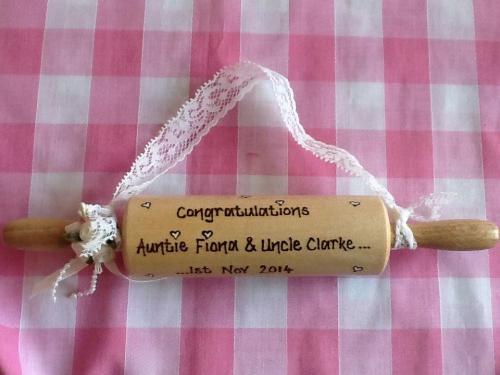 Congratulations
Auntie Fiona & Uncle Clarke...
...1st Nov 2014